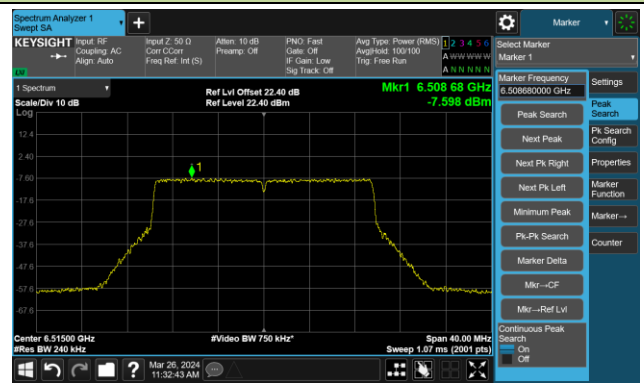 Spectrum Analyzer 1
Swept SA
Marker
KEYSIGHT
Input: RF
Coupling: AC
Align: Auto
Input Z: 50 Ω
Corr CCorr
Freq Ref: Int (S)
Atten: 10 dB
Preamp: Off
PNO: Fast
Gate: Off
IF Gain: Low
Sig Track: Off
Avg Type: Power (RMS)
Avg|Hold: 100/100
Trig: Free Run
1 2 3 4 5 6
A W W W W W
A N N N N N
LW
Select Marker
Marker 1
1 Spectrum
Scale/Div 10 dB
Log
Ref Lvl Offset 22.40 dB
Ref Level 22.40 dBm
Mkr1 6.508 68 GHz
-7.598 dBm
12.4
2.40
-7.60
-17.6
-27.6
-37.6
-47.6
-57.6
-67.6
1
Center 6.51500 GHz
#Res BW 240 kHz
#Video BW 750 kHz*
Span 40.00 MHz
Sweep 1.07 ms (2001 pts)
Marker Frequency
6.508680000 GHz
Peak Search
Next Peak
Next Pk Right
Next Pk Left
Minimum Peak
Pk-Pk Search
Marker Delta
Mkr→CF
Mkr→Ref Lvl
Continuous Peak
Search
On
Off
Settings
Peak
Search
Pk Search
Config
Properties
Marker
Function
Marker→
Counter
?
Mar 26, 2024
11:32:43 AM